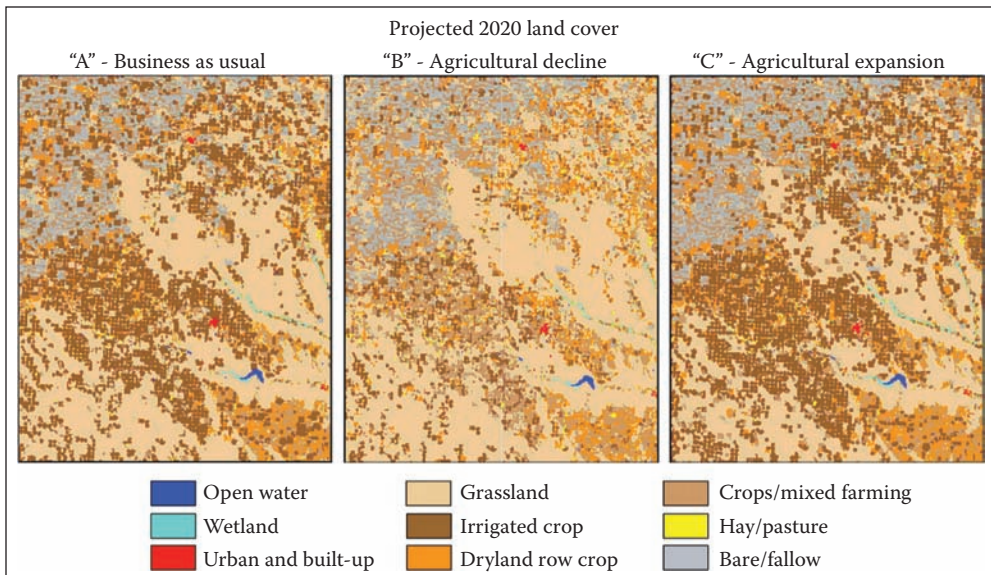 Projected 2020 land cover
“A” - Business as usual
“B” - Agricultural decline
“C” - Agricultural expansion
Open water
Grassland
Crops/mixed farming
Wetland
Irrigated crop
Hay/pasture
Urban and built-up
Dryland row crop
Bare/fallow